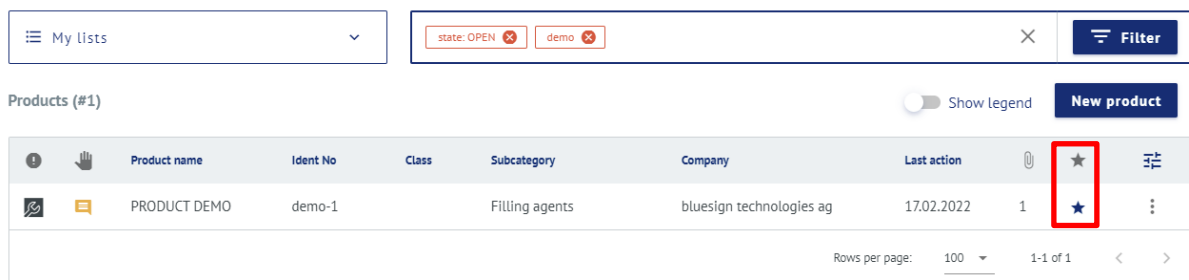 My lists
state: OPEN demo Filter
Products (#1) Show legend New product
Product name Ident No Class Subcategory Company Last action
PRODUCT DEMO demo-1 Filling agents bluesign technologies ag 17.02.2022 1
Rows per page: 100 1-1 of 1